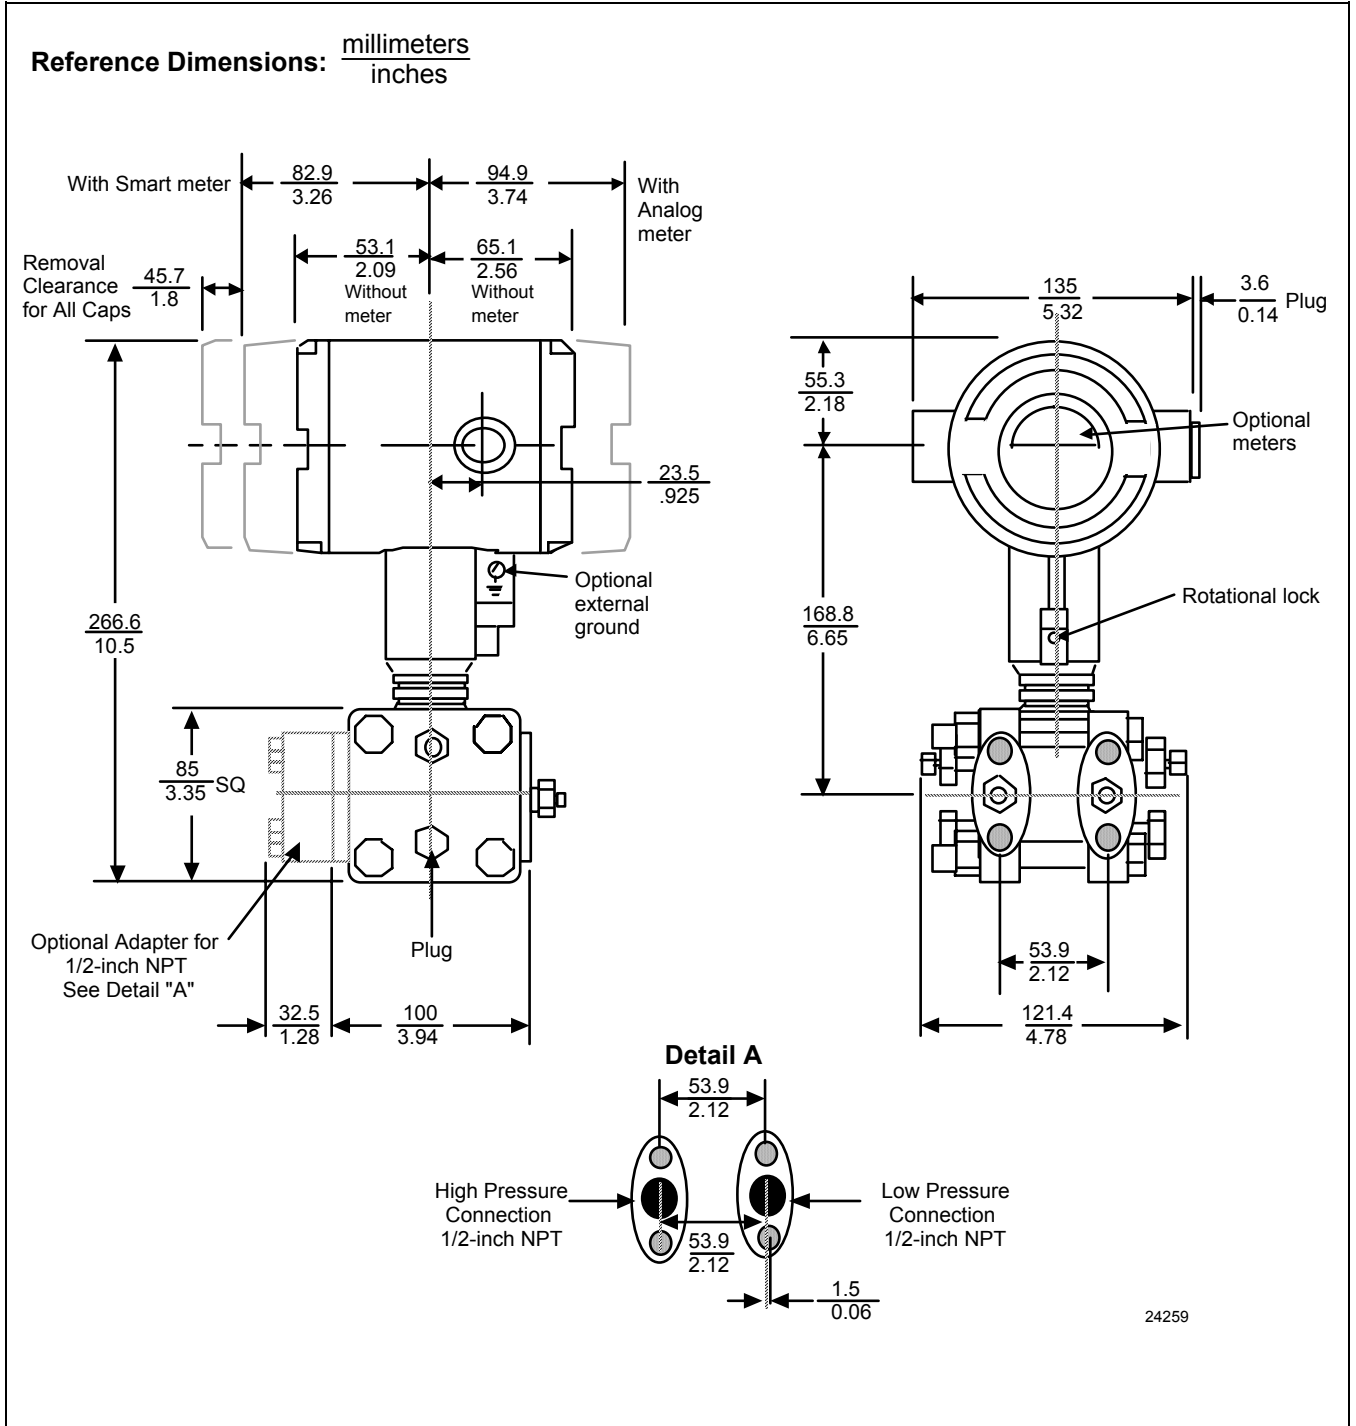 Reference Dimensions: millimeters
inches
With Smart meter
82.9
3.26
94.9
3.74
With
Analog
meter
Removal
Clearance
for All Caps
45.7
1.8
53.1
2.09
Without
meter
65.1
2.56
Without
meter
135
5.32
3.6
0.14
Plug
55.3
2.18
Optional
meters
23.5
.925
Optional
external
ground
266.6
10.5
168.8
6.65
Rotational lock
85
3.35
SQ
Optional Adapter for
1/2-inch NPT
See Detail "A"
Plug
32.5
1.28
100
3.94
53.9
2.12
121.4
4.78
Detail A
53.9
2.12
High Pressure
Connection
1/2-inch NPT
Low Pressure
Connection
1/2-inch NPT
53.9
2.12
1.5
0.06
24259